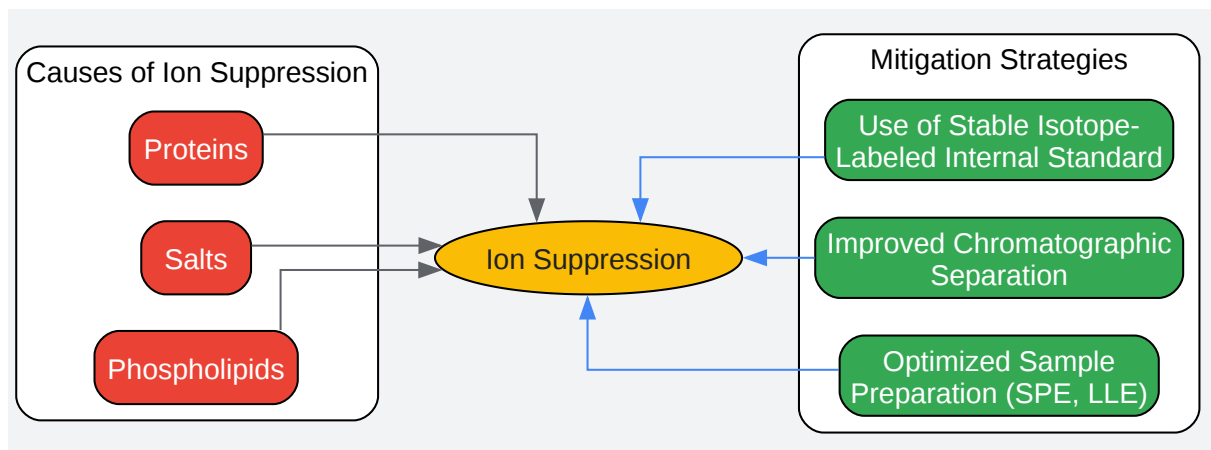 Causes of Ion Suppression
Proteins
Salts
Phospholipids
Ion Suppression
Mitigation Strategies
Use of Stable Isotope-
Labeled Internal Standard
Improved Chromatographic
Separation
Optimized Sample
Preparation (SPE, LLE)